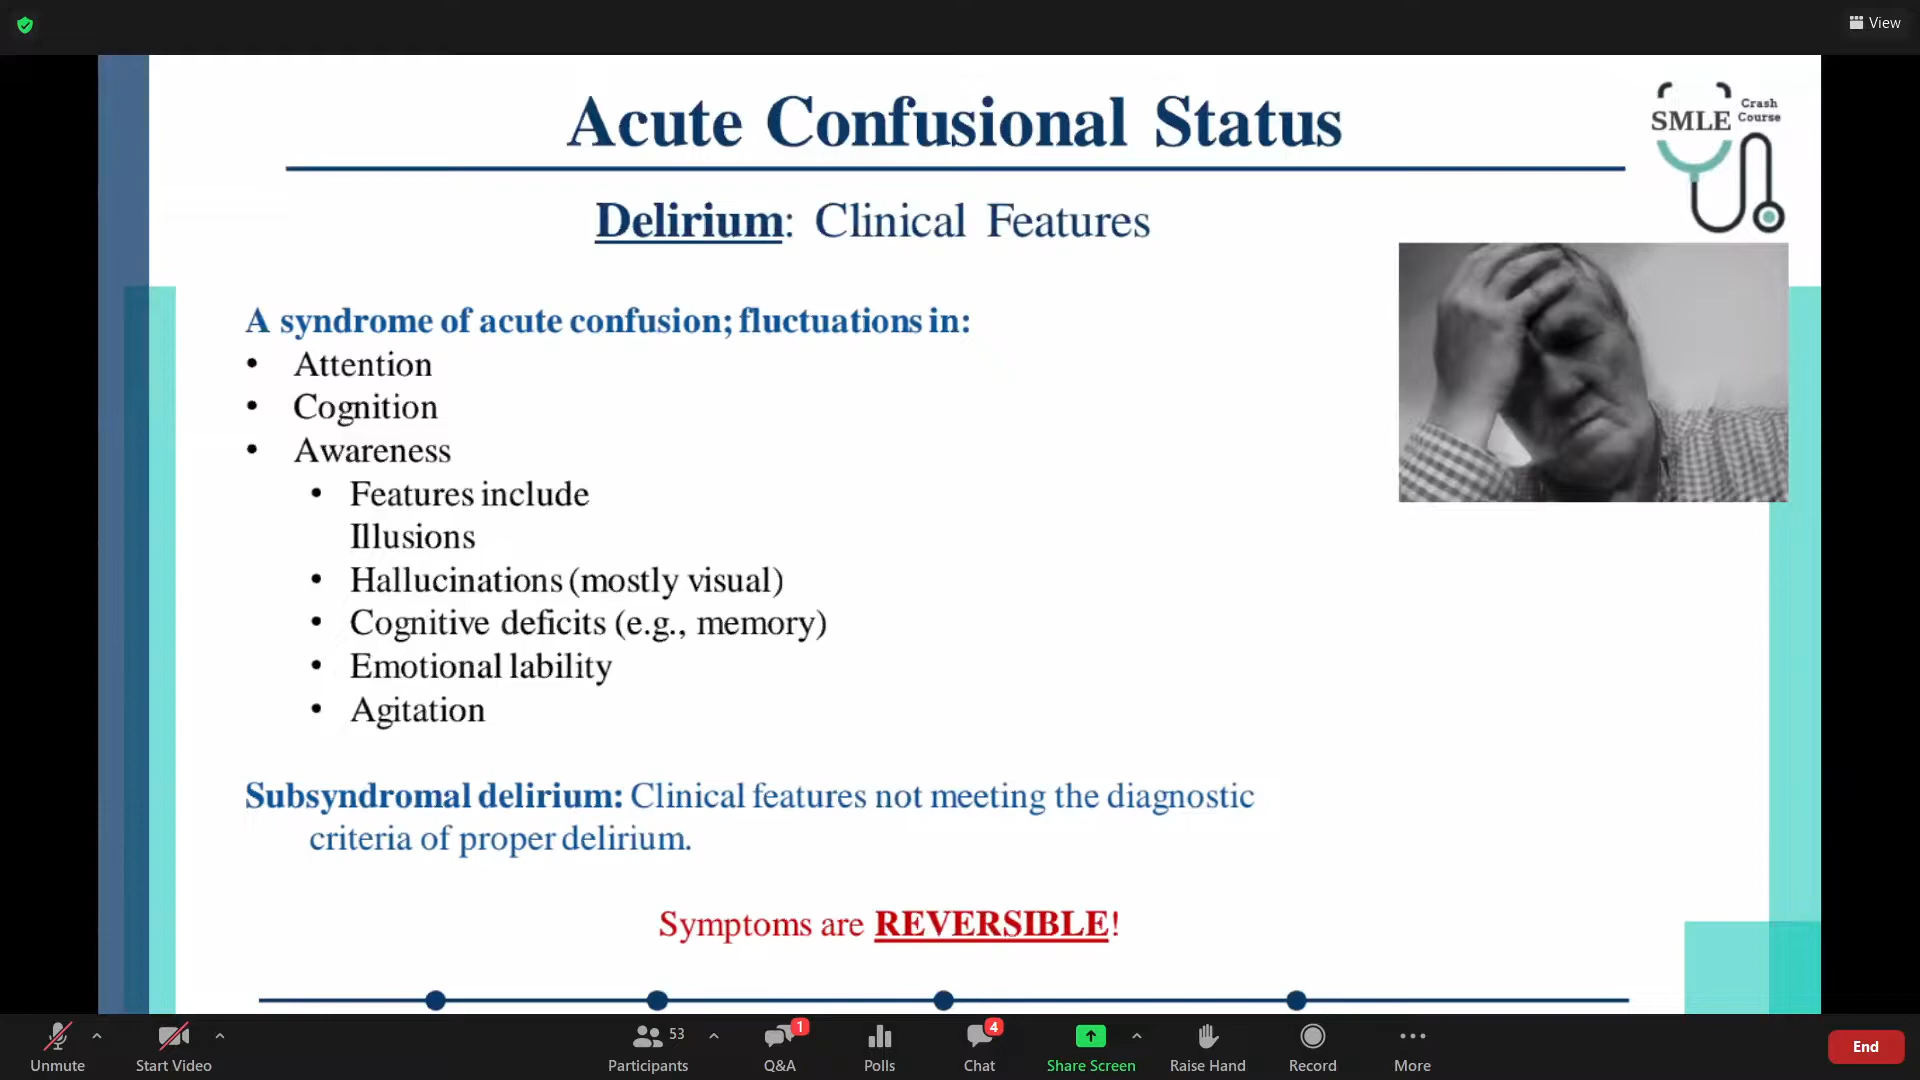 View
Acute Confusional Status
SMLE Crash Course
Delirium: Clinical Features
A syndrome of acute confusion; fluctuations in:
• Attention
• Cognition
• Awareness
• Features include
Illusions
• Hallucinations (mostly visual)
• Cognitive deficits (e.g., memory)
• Emotional lability
• Agitation
Subsyndromal delirium: Clinical features not meeting the diagnostic
criteria of proper delirium.
Symptoms are REVERSIBLE!
53
1
4
Unmute
Start Video
Participants
Q&A
Polls
Chat
Share Screen
Raise Hand
Record
More
End